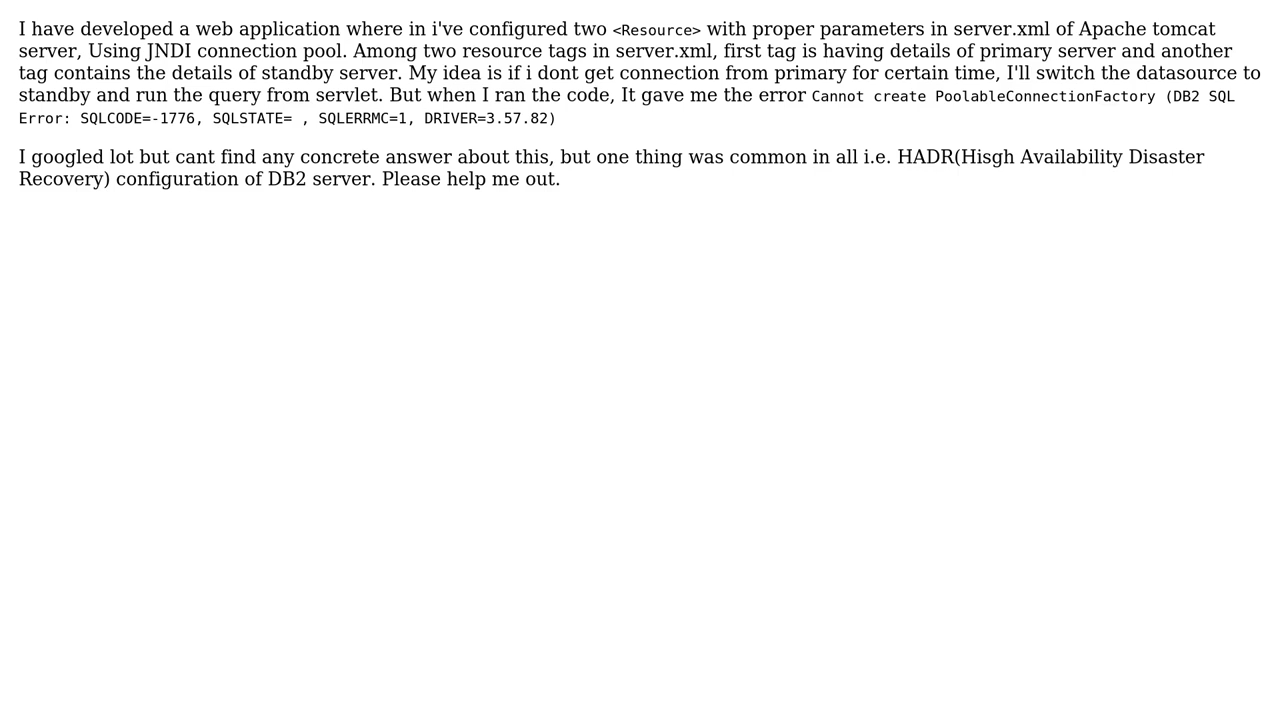 I have developed a web application where in i've configured two <Resource> with proper parameters in server.xml of Apache tomcat
server, Using JNDI connection pool. Among two resource tags in server.xml, first tag is having details of primary server and another
tag contains the details of standby server. My idea is if i dont get connection from primary for certain time, I'll switch the datasource to
standby and run the query from servlet. But when I ran the code, It gave me the error Cannot create PoolableConnectionFactory (DB2 SQL
Error: SQLCODE=-1776, SQLSTATE= , SQLERRMC=1, DRIVER=3.57.82)
I googled lot but cant find any concrete answer about this, but one thing was common in all i.e. HADR(Hisgh Availability Disaster
Recovery) configuration of DB2 server. Please help me out.